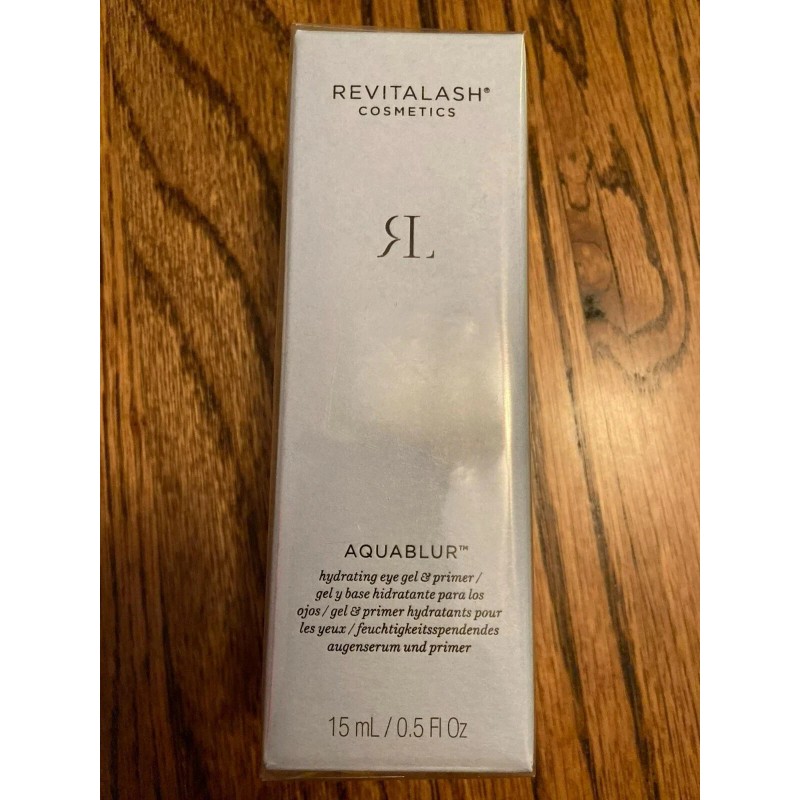 REVITALASH®
COSMETICS
RL
AQUABLUR™
hydrating eye gel & primer /
gel y base hidratante para los
ojos / gel & primer hydratants pour
les yeux / feuchtigkeitsspendendes
augenserum und primer
15 mL / 0.5 Fl Oz